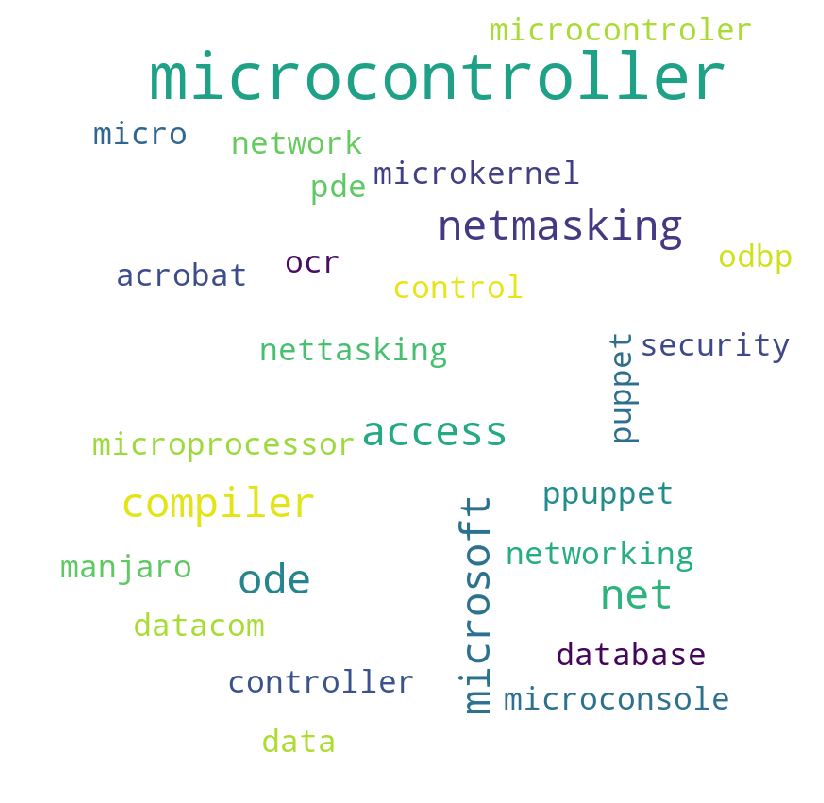 microcontroler
microcontroller
micro
network
microkernel
pde
netmasking
odbp
ocr
acrobat
control
nettasking
puppet
security
access
microprocessor
compiler
ppuppet
microsoft
networking
manjaro
ode
net
datacom
database
controller
microconsole
data